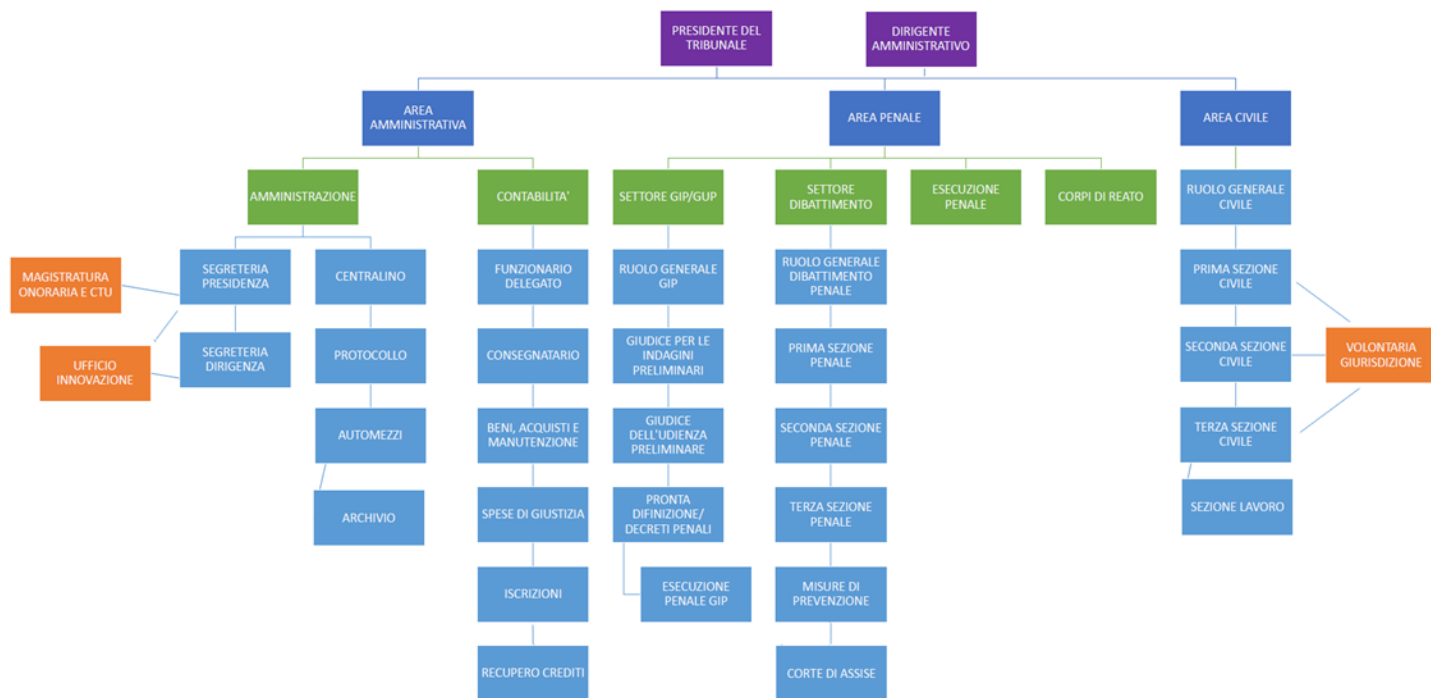 PRESIDENTE DEL
TRIBUNALE
DIRIGENTE
AMMINISTRATIVO
AREA
AMMINISTRATIVA
AREA PENALE
AREA CIVILE
AMMINISTRAZIONE
CONTABILITA'
SETTORE GIP/GUP
SETTORE
DIBATTIMENTO
ESECUZIONE
PENALE
CORPI DI REATO
RUOLO GENERALE
CIVILE
MAGISTRATURA
ONORARIA E CTU
SEGRETERIA
PRESIDENZA
CENTRALINO
FUNZIONARIO
DELEGATO
RUOLO GENERALE
GIP
RUOLO GENERALE
DIBATTIMENTO
PENALE
PRIMA SEZIONE
CIVILE
UFFICIO
INNOVAZIONE
SEGRETERIA
DIRIGENZA
PROTOCOLLO
CONSEGNATARIO
GIUDICE PER LE
INDAGINI
PRELIMINARI
PRIMA SEZIONE
PENALE
SECONDA SEZIONE
CIVILE
VOLONTARIA
GIURISDIZIONE
AUTOMEZZI
BENI, ACQUISTI E
MANUTENZIONE
GIUDICE
DELL'UDIENZA
PRELIMINARE
SECONDA SEZIONE
PENALE
TERZA SEZIONE
CIVILE
ARCHIVIO
SPESE DI GIUSTIZIA
PRONTA
DIFINIZIONE/
DECRETI PENALI
TERZA SEZIONE
PENALE
SEZIONE LAVORO
ISCRIZIONI
ESECUZIONE
PENALE GIP
MISURE DI
PREVENZIONE
RECUPERO CREDITI
CORTE DI ASSISE